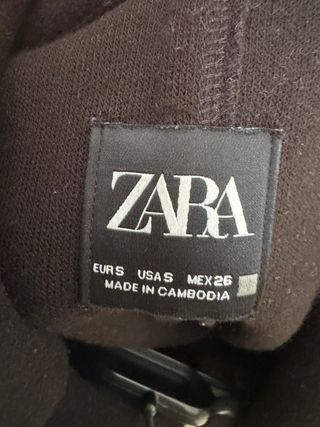 ZARA
EUR S USA S MEX 26
MADE IN CAMBODIA